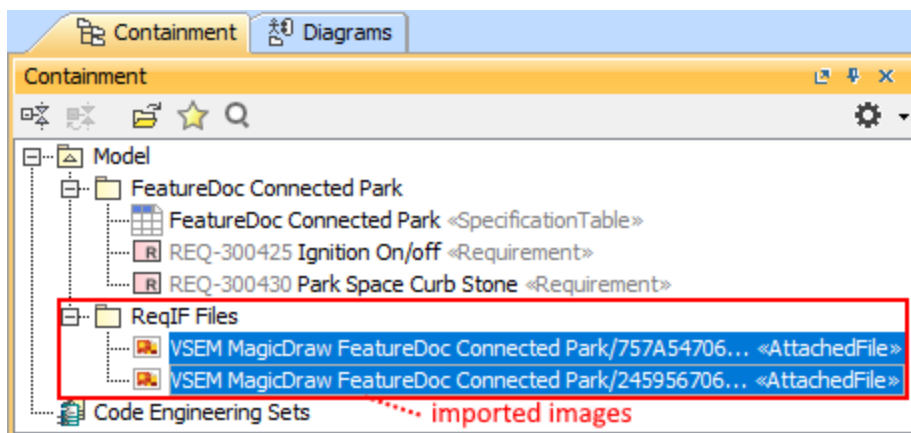 Containment Diagrams
Containment
Model
FeatureDoc Connected Park
FeatureDoc Connected Park «SpecificationTable»
R REQ-300425 Ignition On/off «Requirement»
R REQ-300430 Park Space Curb Stone «Requirement»
ReqIF Files
VSEM MagicDraw FeatureDoc Connected Park/757A54706... «AttachedFile»
VSEM MagicDraw FeatureDoc Connected Park/245956706... «AttachedFile»
Code Engineering Sets
imported images